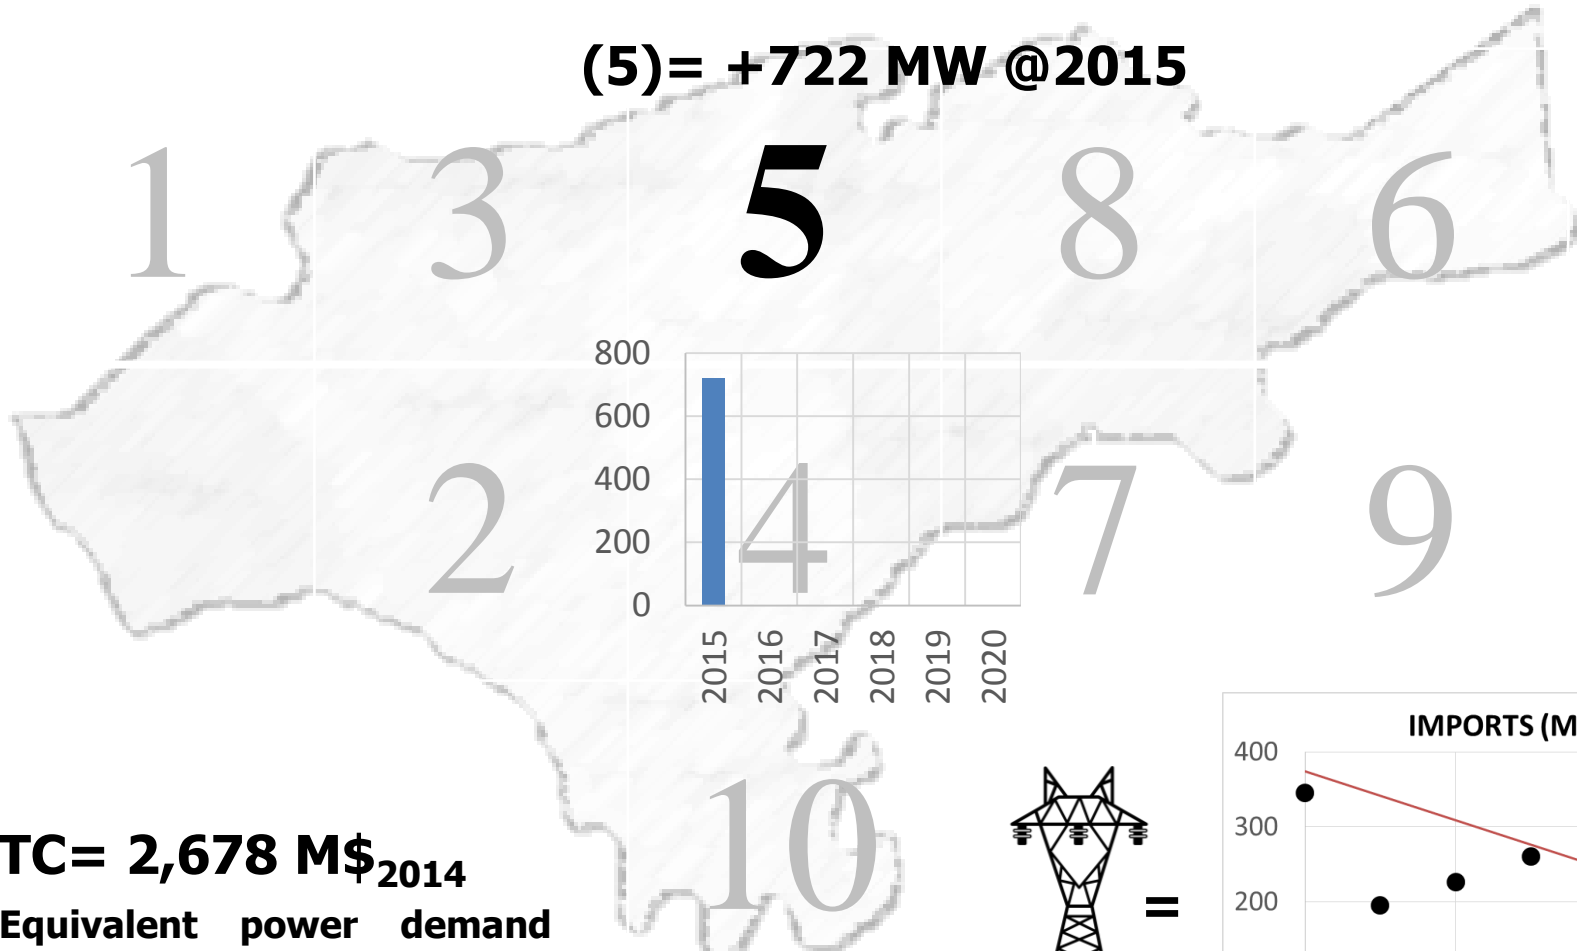 (5)= +722 MW @2015
1 3 5 8 6
800
600
400
200
0
2 4 7 9
2015 2016 2017 2018 2019 2020
10
TC= 2,678 M$2014
Equivalent power demand
=
IMPORTS (M
400
300
200